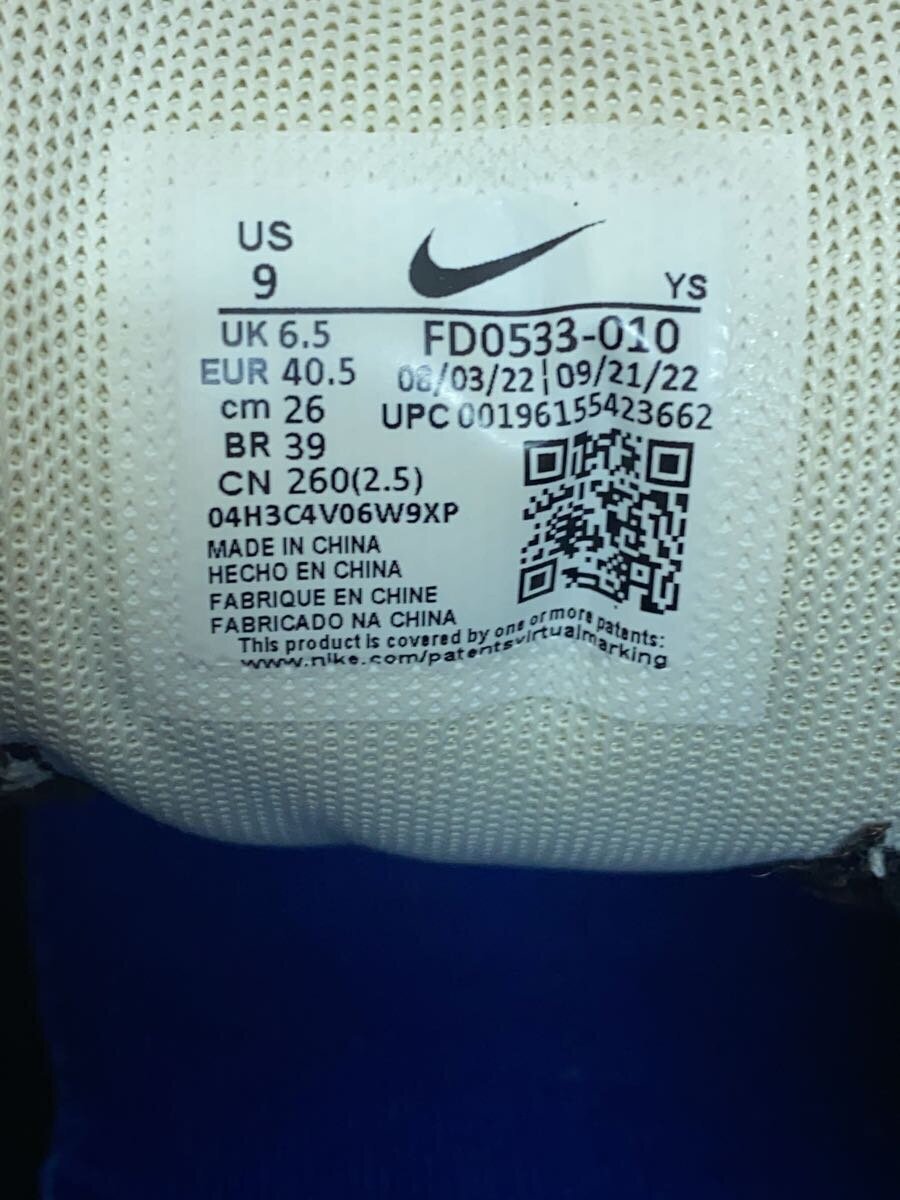 US
9
YS
UK 6.5
FD0533-010
EUR 40.5
08/03/22 09/21/22
cm 26
UPC 00196155423662
BR 39
CN 260(2.5)
04H3C4V06W9XP
MADE IN CHINA
HECHO EN CHINA
FABRIQUE EN CHINE
FABRICADO NA CHINA
This product is covered by one or more patents:
www.nike.com/patentsvirtualmarking